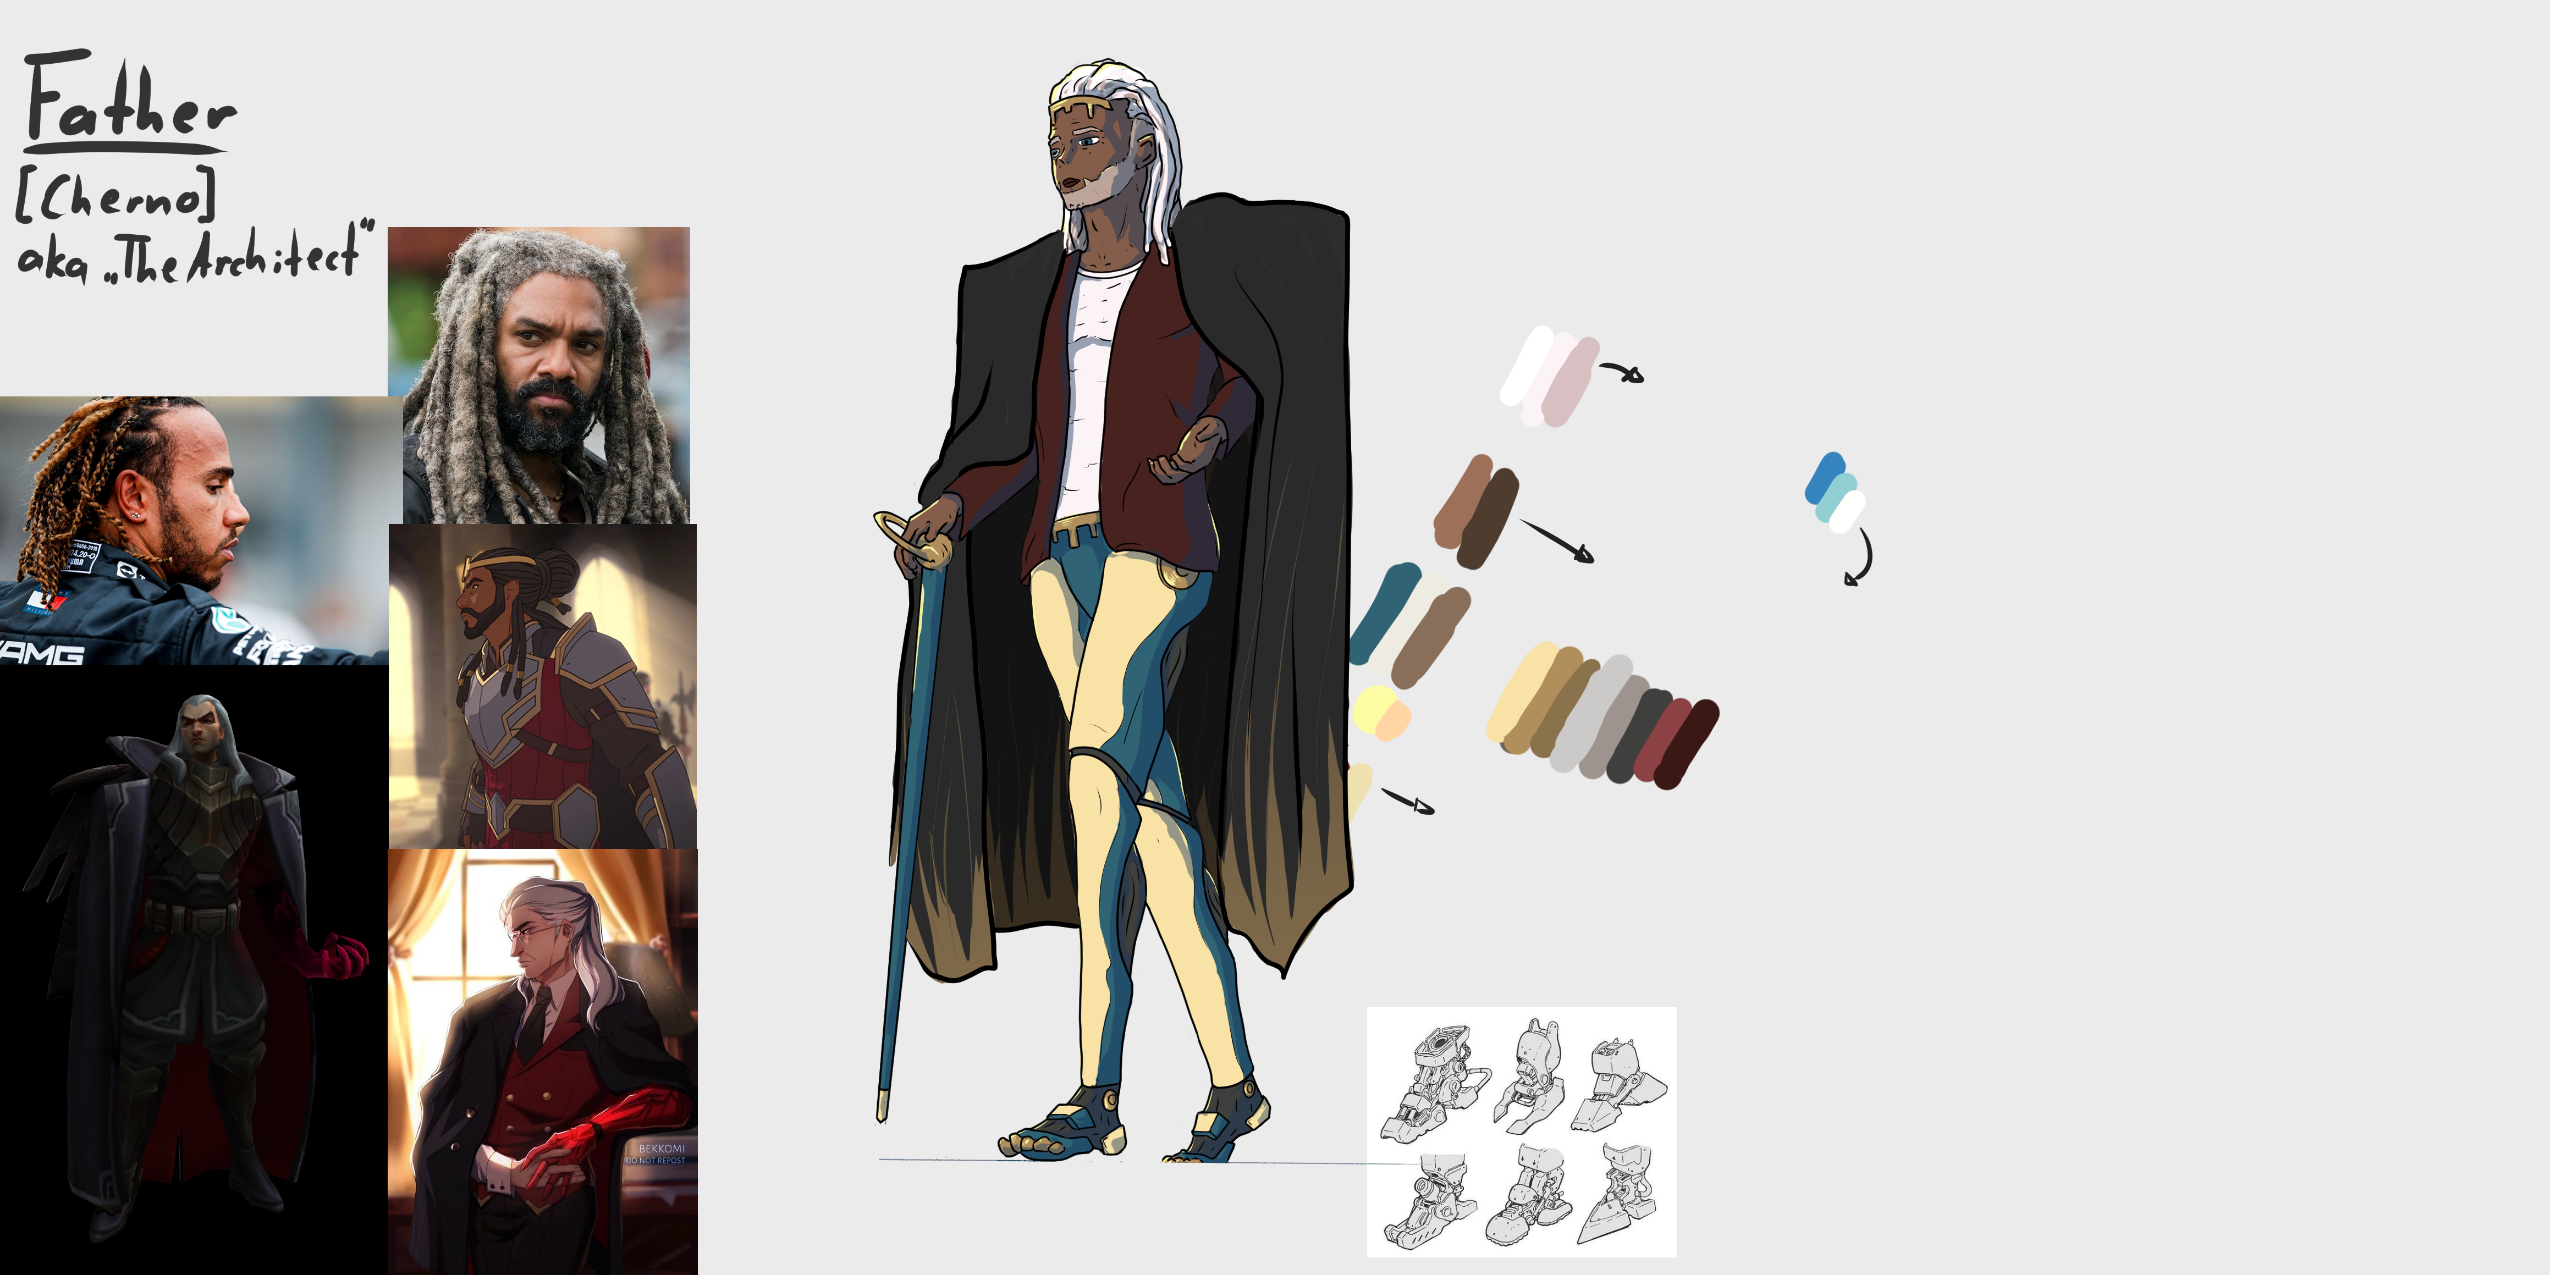 Father
[Cherno]
aka „The Architect“
AMG
BEKKOMI
DO NOT REPOST